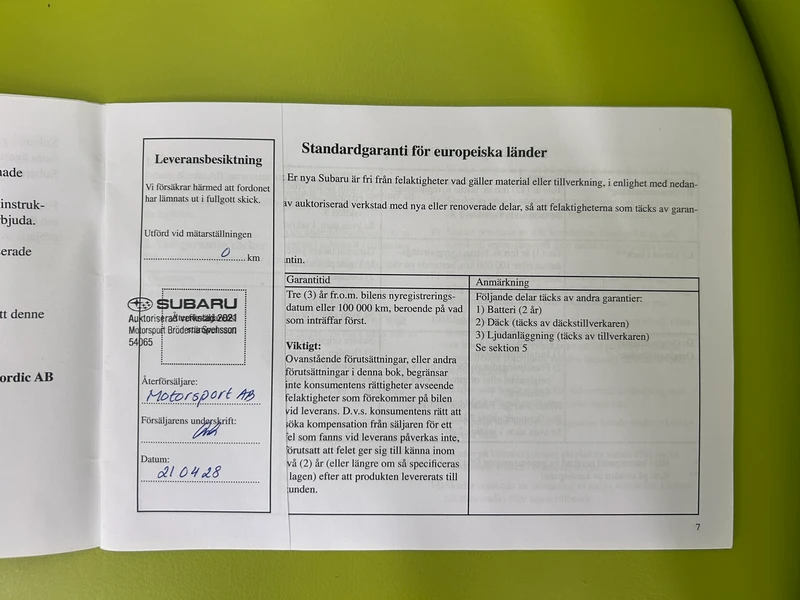 nade
instruk-
bjuda.
erade
tt denne
ordic AB
Leveransbesiktning
Vi försäkrar härmed att fordonet
har lämnats ut i fullgott skick.
Utförd vid mätarställningen
0 km
SUBARU
Auktoriserad verkstad 2021
Motorsport Bröderna Svensson
54065
Återförsäljare:
Motorsport AB
Försäljarens underskrift:
Datum:
210428
Standardgaranti för europeiska länder
Er nya Subaru är fri från felaktigheter vad gäller material eller tillverkning, i enlighet med nedan-
av auktoriserad verkstad med nya eller renoverade delar, så att felaktigheterna som täcks av garan-
ntin.
Garantitid
Tre (3) år fr.o.m. bilens nyregistrerings-
datum eller 100 000 km, beroende på vad
som inträffar först.
Viktigt:
Ovanstående förutsättningar, eller andra
förutsättningar i denna bok, begränsar
inte konsumentens rättigheter avseende
felaktigheter som förekommer på bilen
vid leverans. D.v.s. konsumentens rätt att
söka kompensation från säljaren för ett
fel som fanns vid leverans påverkas inte,
förutsatt att felet ger sig till känna inom
vå (2) år (eller längre om så specificeras
lagen) efter att produkten levererats till
unden.
Anmärkning
Följande delar täcks av andra garantier:
1) Batteri (2 år)
2) Däck (täcks av däckstillverkaren)
3) Ljudanläggning (täcks av tillverkaren)
Se sektion 5
7